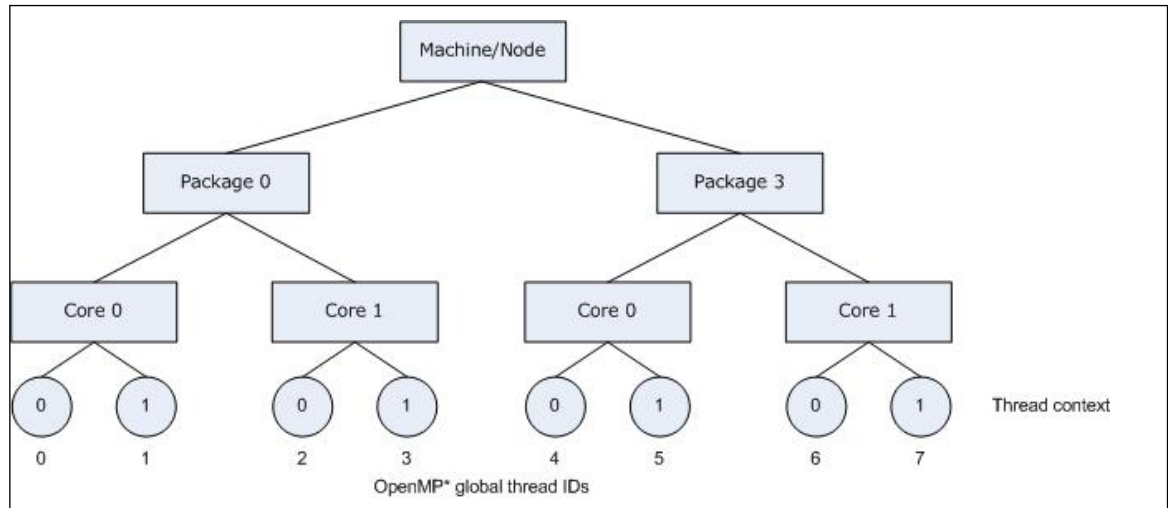 Machine/Node
Package 0
Package 3
Core 0
Core 1
Core 0
Core 1
0
1
0
1
0
1
0
1
Thread context
0
1
2
3
4
5
6
7
OpenMP* global thread IDs